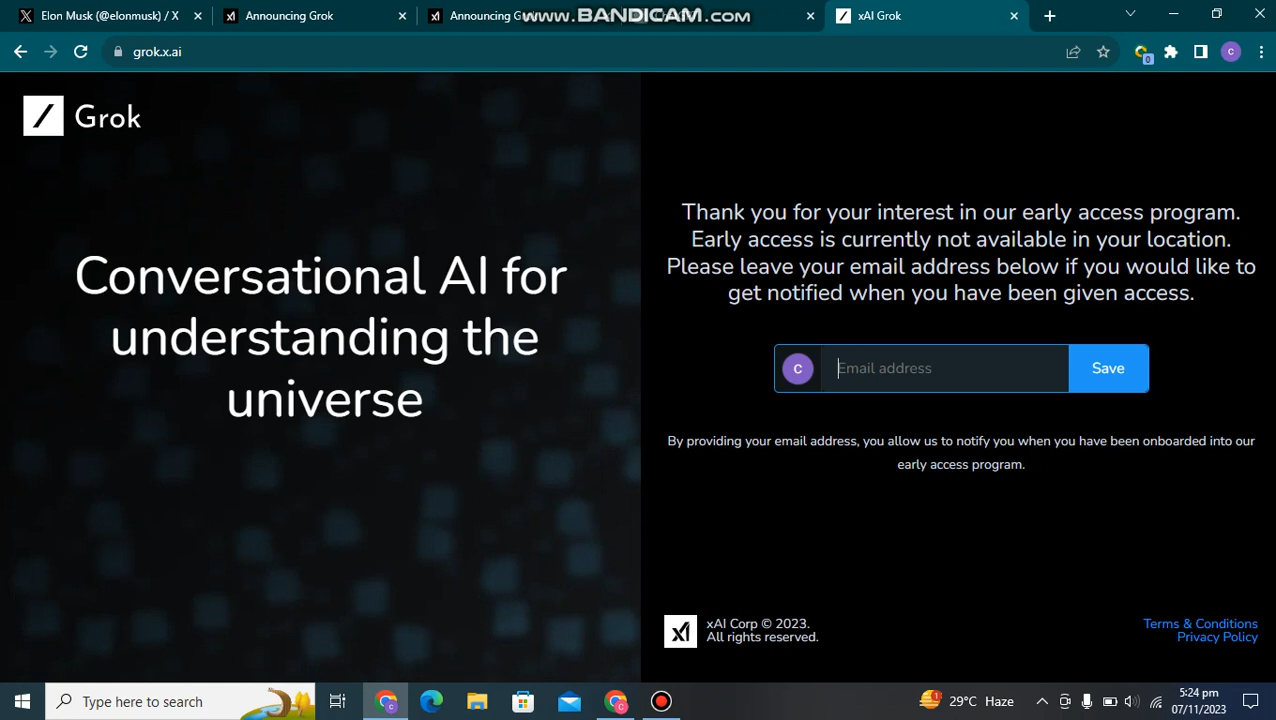 Elon Musk (@elonmusk) / X
Announcing Grok
Announcing G
www.BANDICAM.com
xAI Grok
grok.x.ai
C
0
Grok
Conversational AI for
understanding the
universe
Thank you for your interest in our early access program.
Early access is currently not available in your location.
Please leave your email address below if you would like to
get notified when you have been given access.
C
Email address
Save
By providing your email address, you allow us to notify you when you have been onboarded into our
early access program.
xAI Corp © 2023.
All rights reserved.
Terms & Conditions
Privacy Policy
Type here to search
1
29°C Haze
5:24 pm
07/11/2023